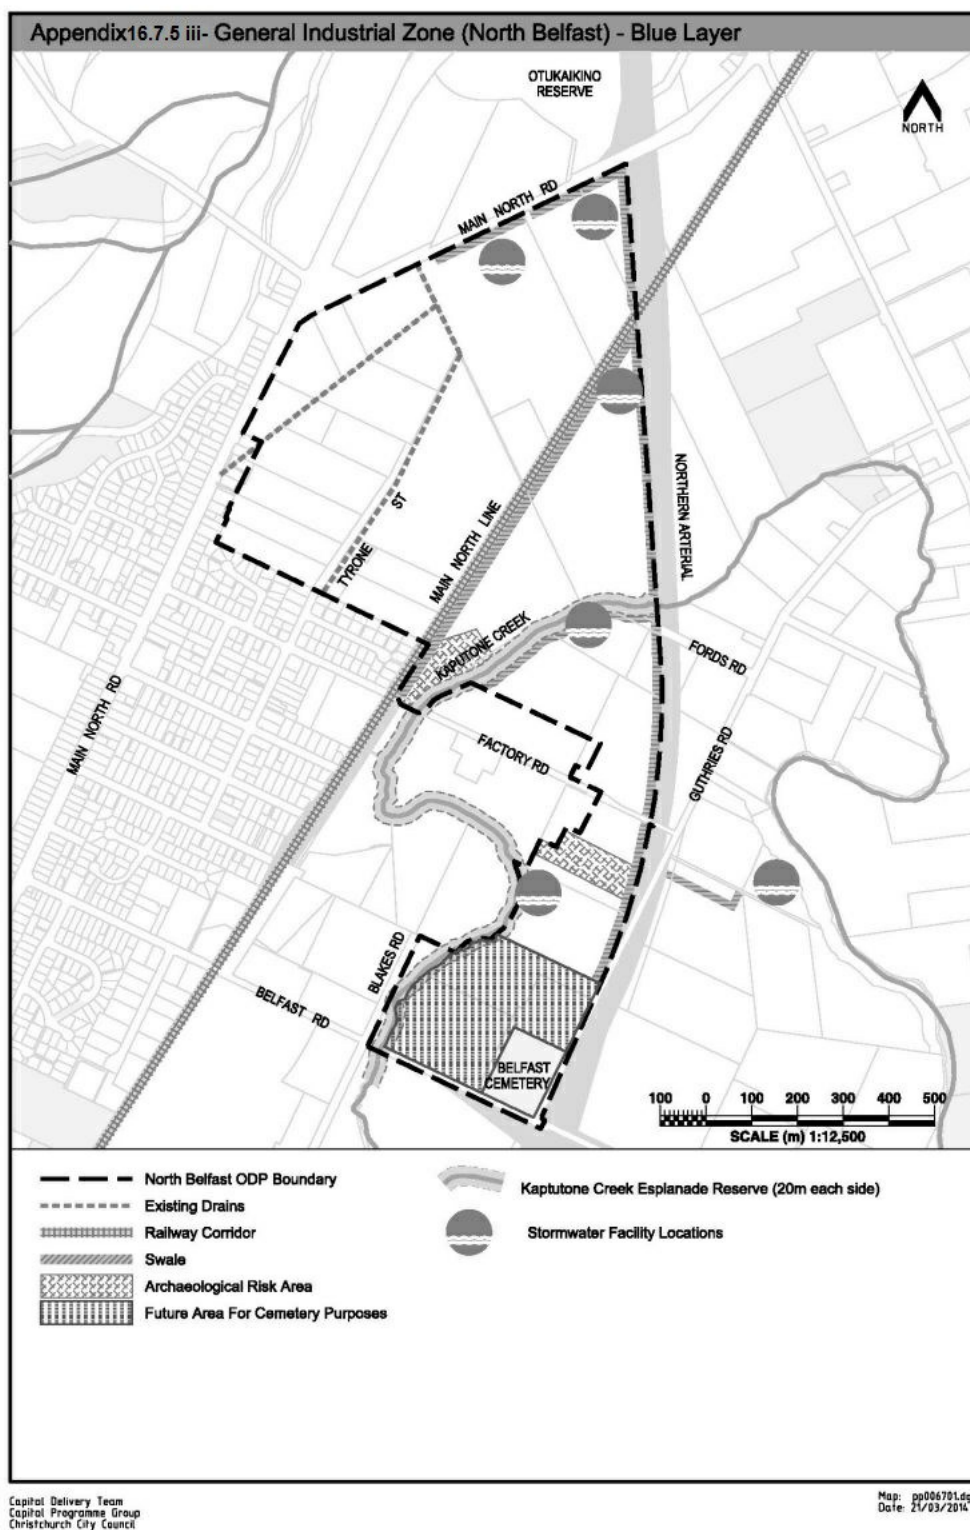 Appendix16.7.5 iii- General Industrial Zone (North Belfast) - Blue Layer
OTUKAIKINO
RESERVE
NORTH
MAIN NORTH RD
NORTHERN ARTERIAL
TYRONE ST
MAIN NORTH LINE
KAPUTONE CREEK
FORDS RD
MAIN NORTH RD
FACTORY RD
GUTHRIES RD
BLAKES RD
BELFAST RD
BELFAST
CEMETERY
100 0 100 200 300 400 500
SCALE (m) 1:12,500
North Belfast ODP Boundary
Existing Drains
Railway Corridor
Swale
Archaeological Risk Area
Future Area For Cemetery Purposes
Kaptutone Creek Esplanade Reserve (20m each side)
Stormwater Facility Locations
Capital Delivery Team
Capital Programme Group
Christchurch City Council
Map: pp006701.dg
Date: 21/03/2014